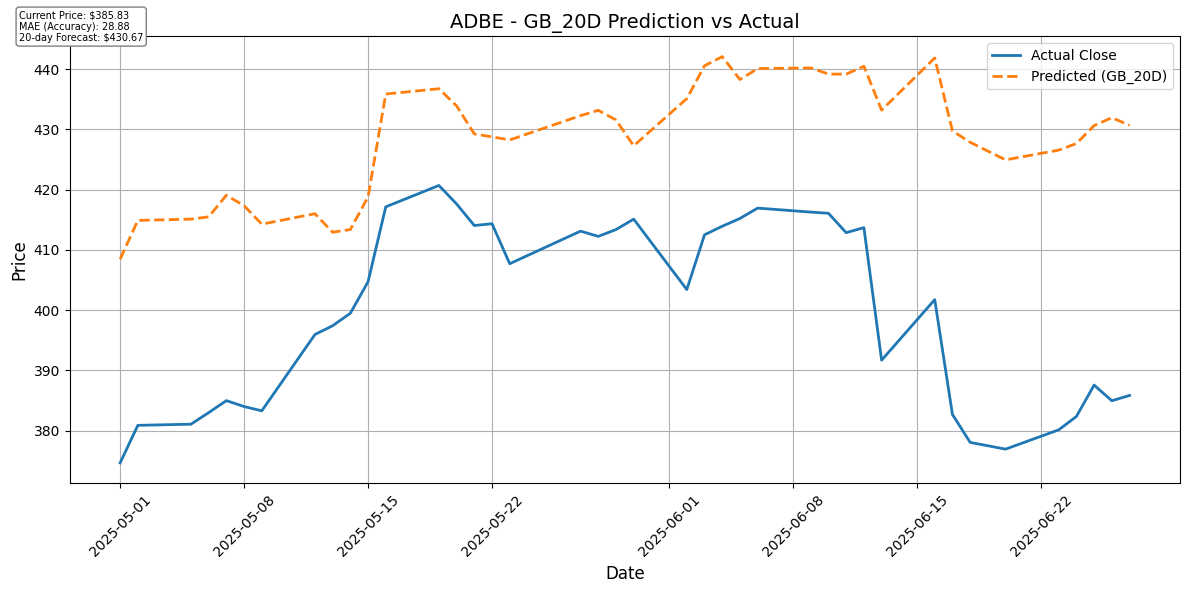 ADBE - GB_20D Prediction vs Actual
Current Price: $385.83
MAE (Accuracy): 28.88
20-day Forecast: $430.67
Actual Close
Predicted (GB_20D)
Price
440
430
420
410
400
390
380
2025-05-01
2025-05-08
2025-05-15
2025-05-22
2025-06-01
2025-06-08
2025-06-15
2025-06-22
Date